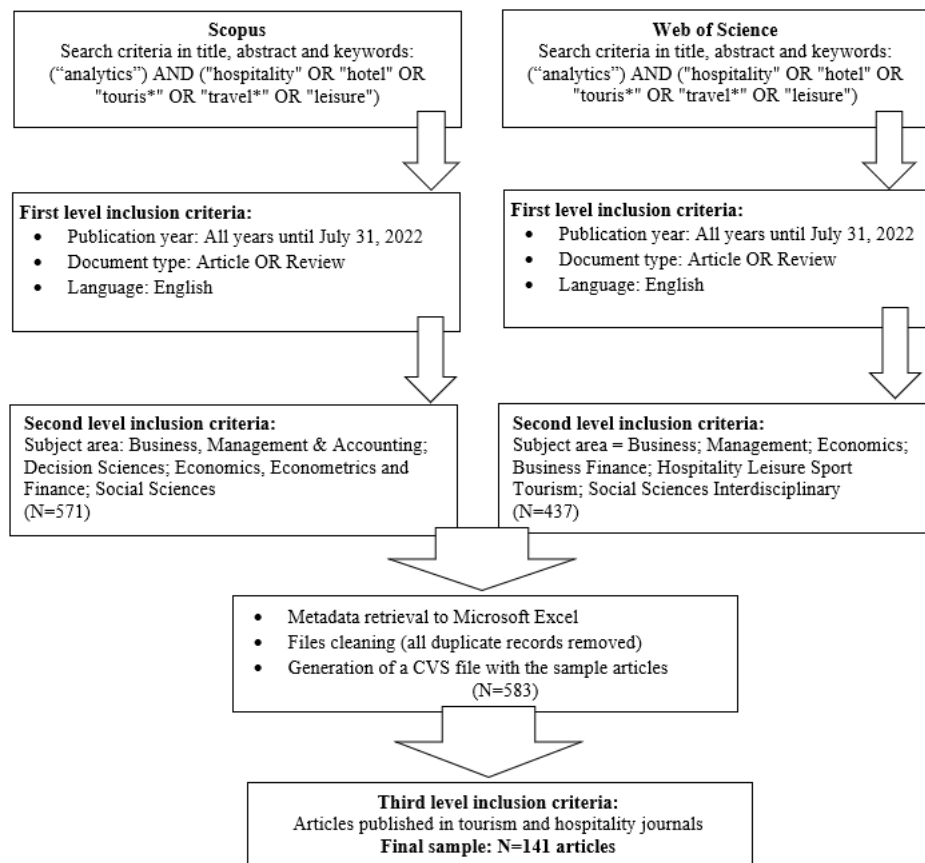 Scopus
Search criteria in title, abstract and keywords:
(“analytics”) AND ("hospitality" OR "hotel" OR
"touris*" OR "travel*" OR "leisure")
Web of Science
Search criteria in title, abstract and keywords:
(“analytics”) AND ("hospitality" OR "hotel" OR
"touris*" OR "travel*" OR "leisure")
First level inclusion criteria:
• Publication year: All years until July 31, 2022
• Document type: Article OR Review
• Language: English
First level inclusion criteria:
• Publication year: All years until July 31, 2022
• Document type: Article OR Review
• Language: English
Second level inclusion criteria:
Subject area: Business, Management & Accounting;
Decision Sciences; Economics, Econometrics and
Finance; Social Sciences
(N=571)
Second level inclusion criteria:
Subject area = Business; Management; Economics;
Business Finance; Hospitality Leisure Sport
Tourism; Social Sciences Interdisciplinary
(N=437)
• Metadata retrieval to Microsoft Excel
• Files cleaning (all duplicate records removed)
• Generation of a CVS file with the sample articles
(N=583)
Third level inclusion criteria:
Articles published in tourism and hospitality journals
Final sample: N=141 articles